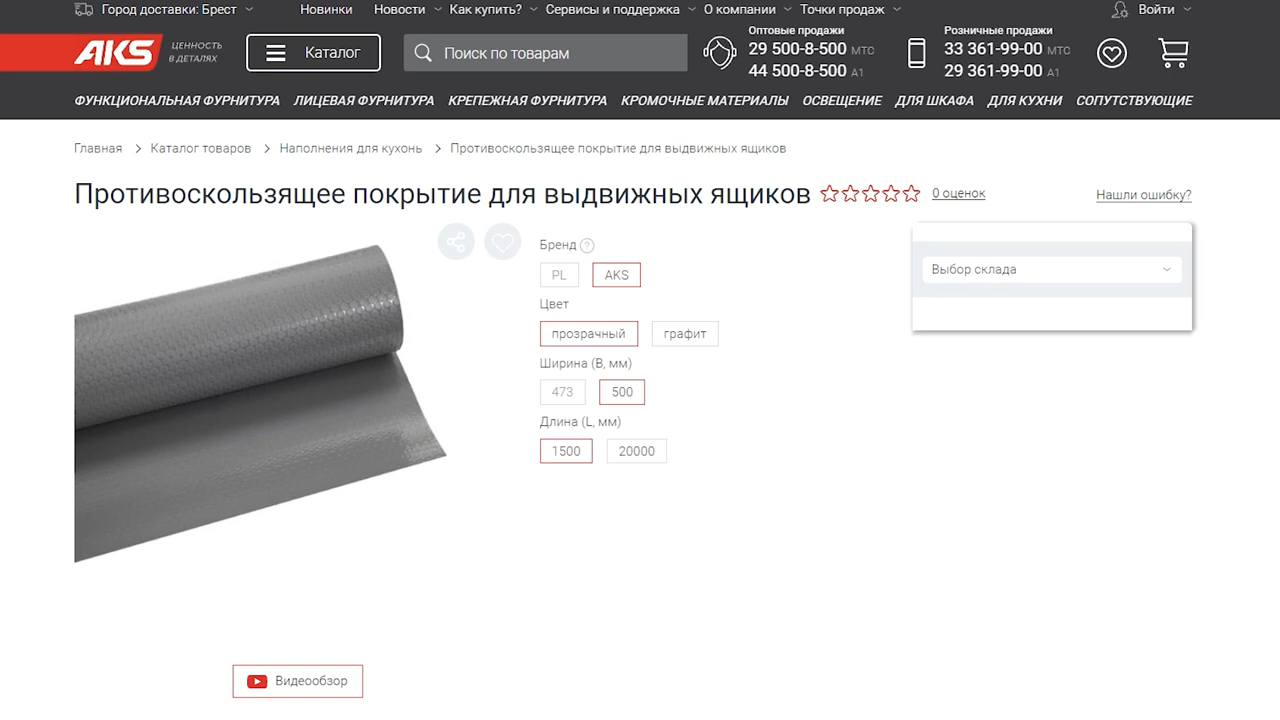 Город доставки: Брест
Новинки
Новости
Как купить?
Сервисы и поддержка
О компании
Точки продаж
Войти
AKS
ЦЕННОСТЬ
В ДЕТАЛЯХ
Каталог
Поиск по товарам
Оптовые продажи
29 500-8-500 МТС
44 500-8-500 А1
Розничные продажи
33 361-99-00 МТС
29 361-99-00 А1
ФУНКЦИОНАЛЬНАЯ ФУРНИТУРА
ЛИЦЕВАЯ ФУРНИТУРА
КРЕПЕЖНАЯ ФУРНИТУРА
КРОМОЧНЫЕ МАТЕРИАЛЫ
ОСВЕЩЕНИЕ
ДЛЯ ШКАФА
ДЛЯ КУХНИ
СОПУТСТВУЮЩИЕ
Главная > Каталог товаров > Наполнения для кухонь > Противоскользящее покрытие для выдвижных ящиков
Противоскользящее покрытие для выдвижных ящиков
0 оценок
Нашли ошибку?
Бренд ?
PL
AKS
Цвет
прозрачный
графит
Ширина (B, мм)
473
500
Длина (L, мм)
1500
20000
Выбор склада
Видеообзор